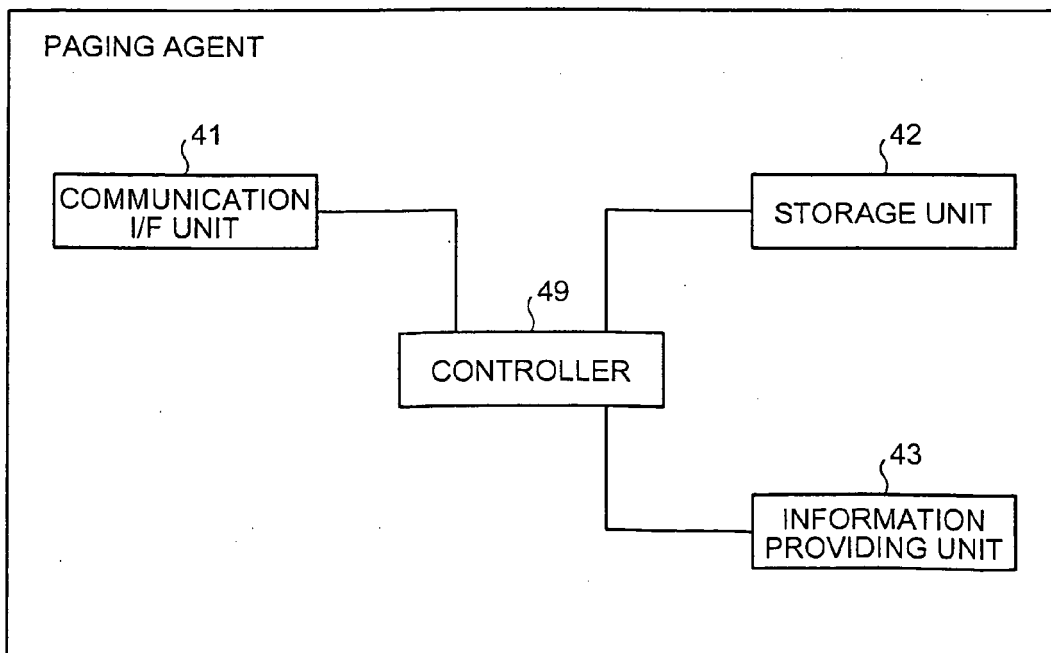 PAGING AGENT
41
COMMUNICATION
I/F UNIT
42
STORAGE UNIT
49
CONTROLLER
43
INFORMATION
PROVIDING UNIT